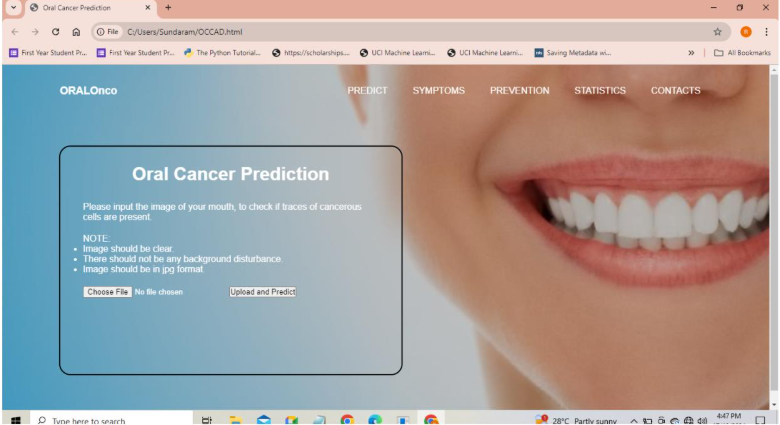 Oral Cancer Prediction
File C:/Users/Sundaram/OCCAD.html
First Year Student Pr... First Year Student Pr... The Python Tutorial... https://scholarships.... UCI Machine Learni... UCI Machine Learni... Saving Metadata wi... » All Bookmarks
ORALOnco PREDICT SYMPTOMS PREVENTION STATISTICS CONTACTS
Oral Cancer Prediction
Please input the image of your mouth, to check if traces of cancerous
cells are present.
NOTE:
• Image should be clear.
• There should not be any background disturbance.
• Image should be in jpg format.
Choose File No file chosen Upload and Predict
Type here to search 28°C Partly sunny 4:47 PM